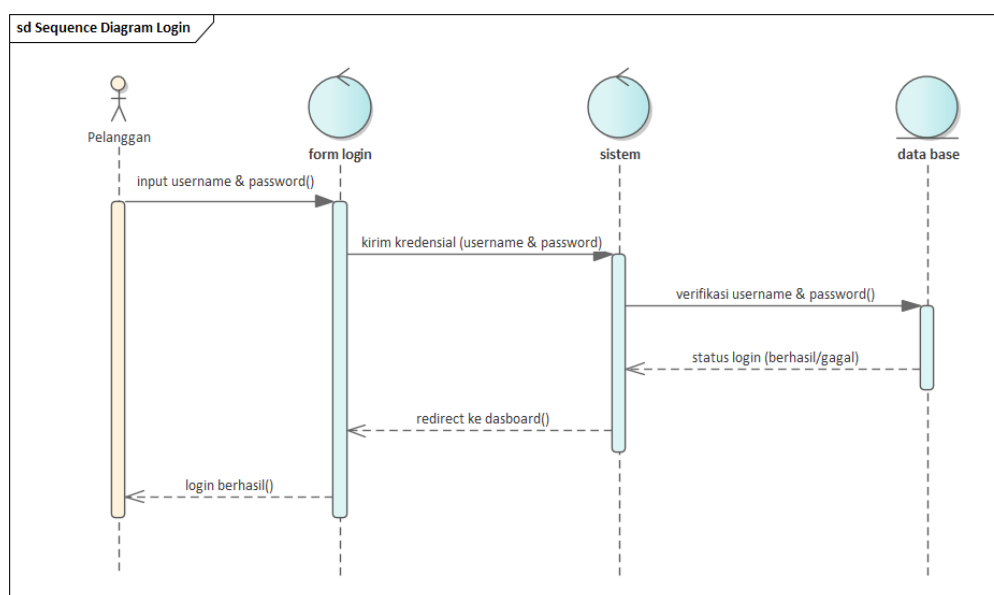 sd Sequence Diagram Login
Pelanggan
form login
sistem
data base
input username & password()
kirim kredensial (username & password)
verifikasi username & password()
status login (berhasil/gagal)
redirect ke dasboard()
login berhasil()